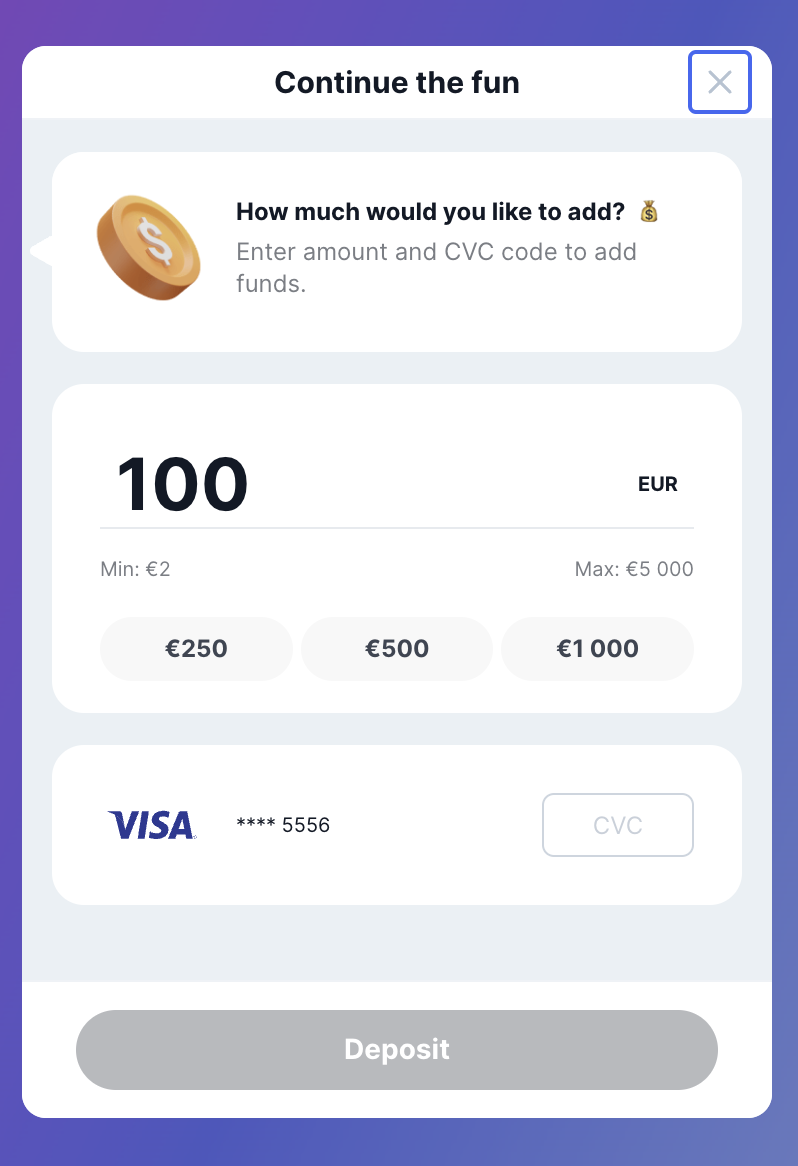 Continue the fun
How much would you like to add? 💰
Enter amount and CVC code to add
funds.
100 EUR
Min: €2 Max: €5 000
€250 €500 €1 000
VISA **** 5556 CVC
Deposit